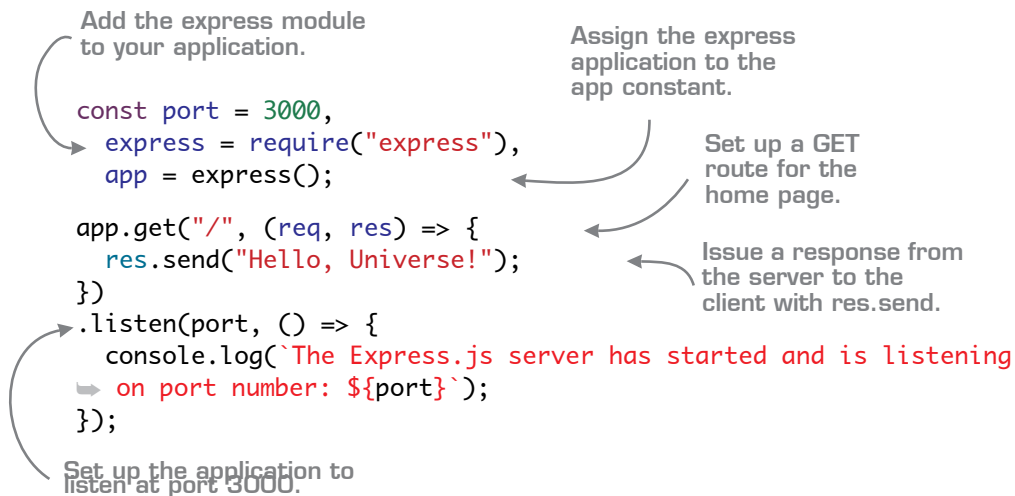 Add the express module
to your application.
Assign the express
application to the
app constant.
const port = 3000,
express = require("express"),
app = express();
Set up a GET
route for the
home page.
app.get("/", (req, res) => {
res.send("Hello, Universe!");
})
Issue a response from
the server to the
client with res.send.
.listen(port, () => {
console.log(`The Express.js server has started and is listening
➥ on port number: ${port}`);
});
Set up the application to
listen at port 3000.